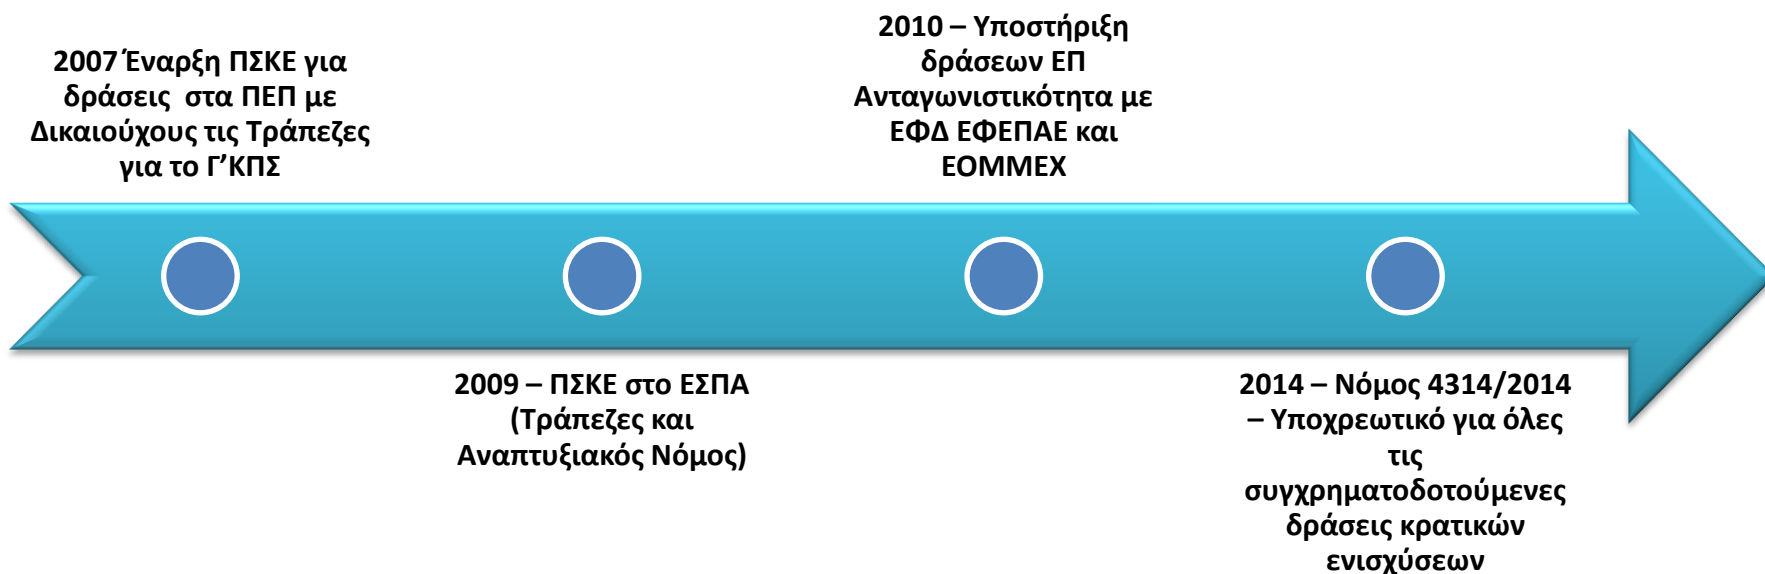 2007 Έναρξη ΠΣΚΕ για
δράσεις στα ΠΕΠ με
Δικαιούχους τις Τράπεζες
για το Γ’ΚΠΣ
2009 – ΠΣΚΕ στο ΕΣΠΑ
(Τράπεζες και
Αναπτυξιακός Νόμος)
2010 – Υποστήριξη
δράσεων ΕΠ
Ανταγωνιστικότητα με
ΕΦΔ ΕΦΕΠΑΕ και
ΕΟΜΜΕΧ
2014 – Νόμος 4314/2014
– Υποχρεωτικό για όλες
τις
συγχρηματοδοτούμενες
δράσεις κρατικών
ενισχύσεων